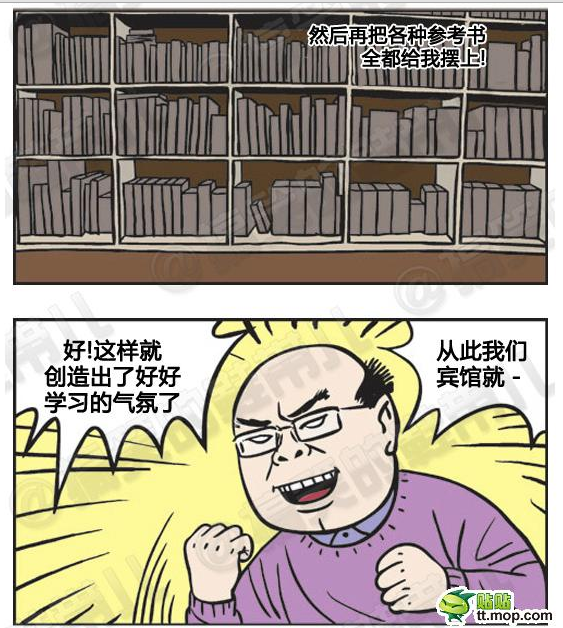 然后再把各种参考书
全都给我摆上!
好!这样就
创造出了好好
学习的气氛了
从此我们
宾馆就 -
贴贴
tt.mop.com